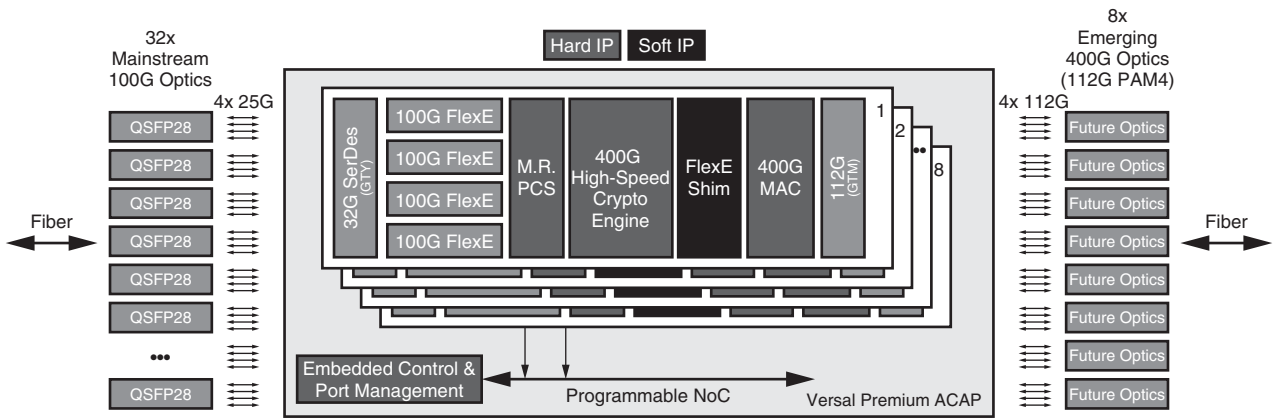 32x
Mainstream
100G Optics
4x 25G
QSFP28
QSFP28
QSFP28
QSFP28
QSFP28
QSFP28
•••
QSFP28
Fiber
Hard IP
Soft IP
32G SerDes
(GTY)
100G FlexE
100G FlexE
100G FlexE
100G FlexE
M.R.
PCS
400G
High-Speed
Crypto
Engine
FlexE
Shim
400G
MAC
112G
(GTM)
1
2
••
8
Embedded Control &
Port Management
Programmable NoC
Versal Premium ACAP
8x
Emerging
400G Optics
(112G PAM4)
4x 112G
Future Optics
Future Optics
Future Optics
Future Optics
Future Optics
Future Optics
Future Optics
Future Optics
Fiber